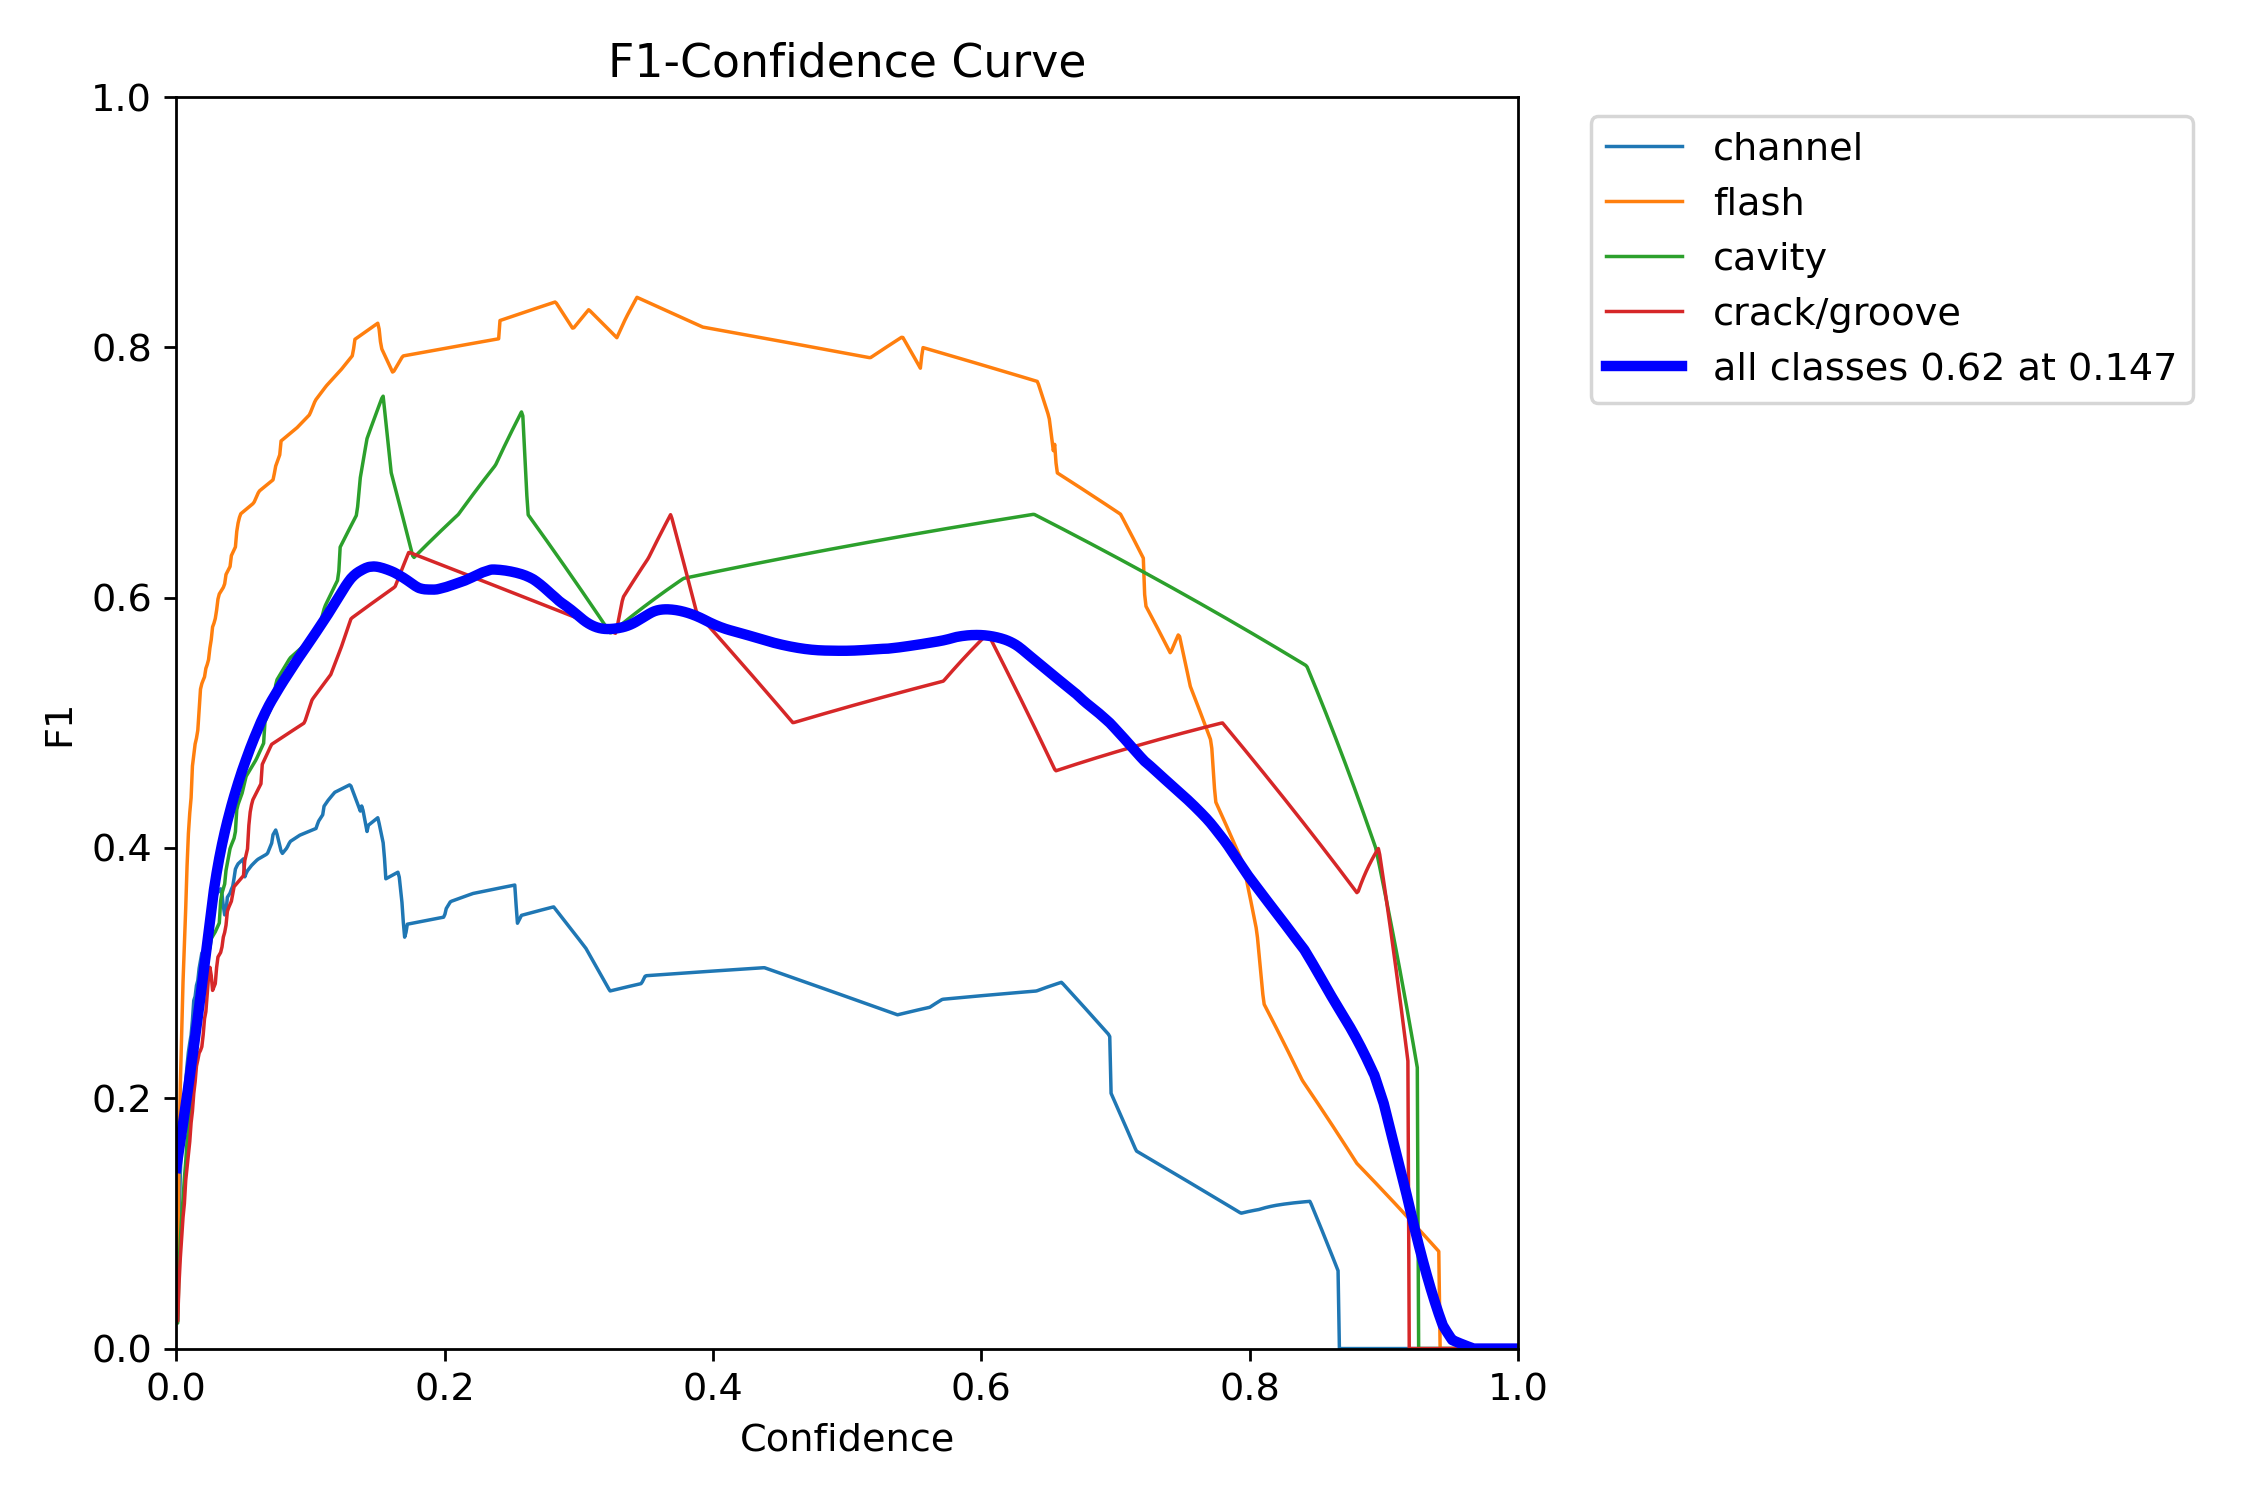 F1-Confidence Curve
1.0
0.8
0.6
0.4
0.2
0.0
F1
0.0 0.2 0.4 0.6 0.8 1.0
Confidence
channel
flash
cavity
crack/groove
all classes 0.62 at 0.147